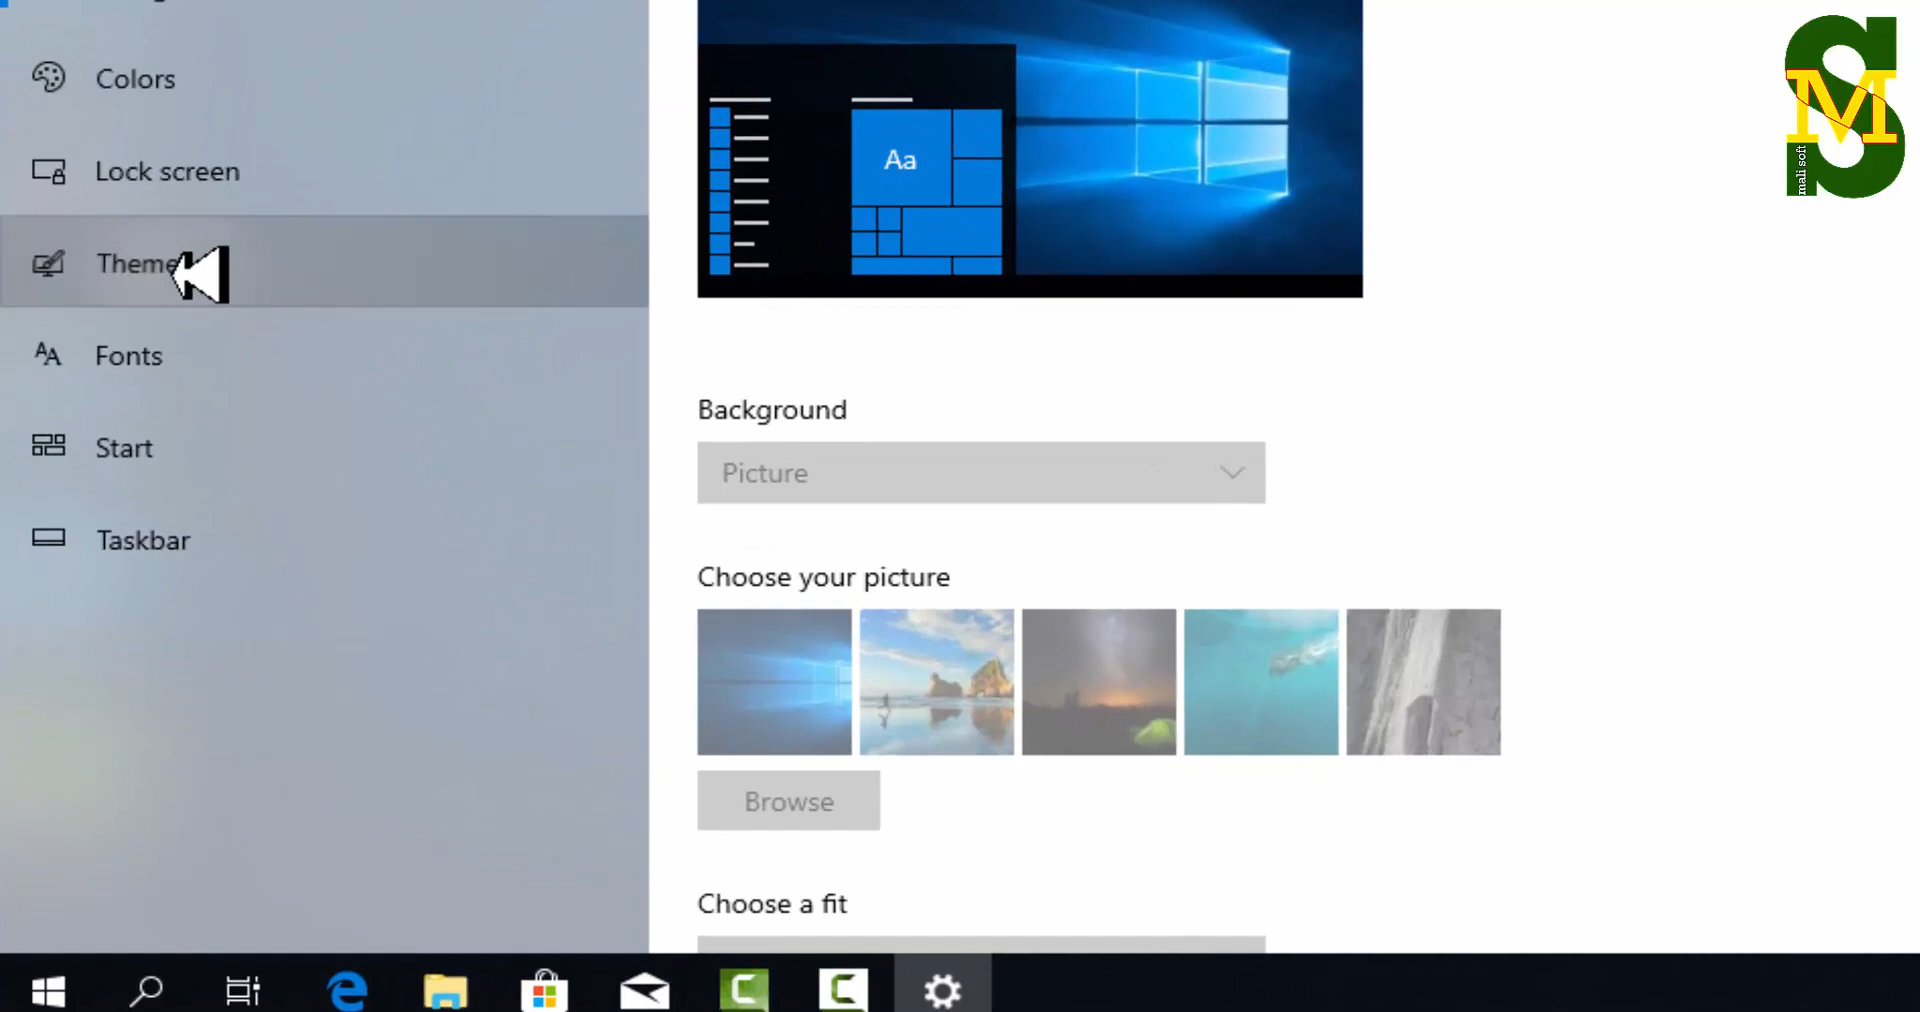 Colors
Lock screen
Theme
Fonts
Start
Taskbar
Aa
Background
Picture
Choose your picture
Browse
Choose a fit
S
M
mali soft